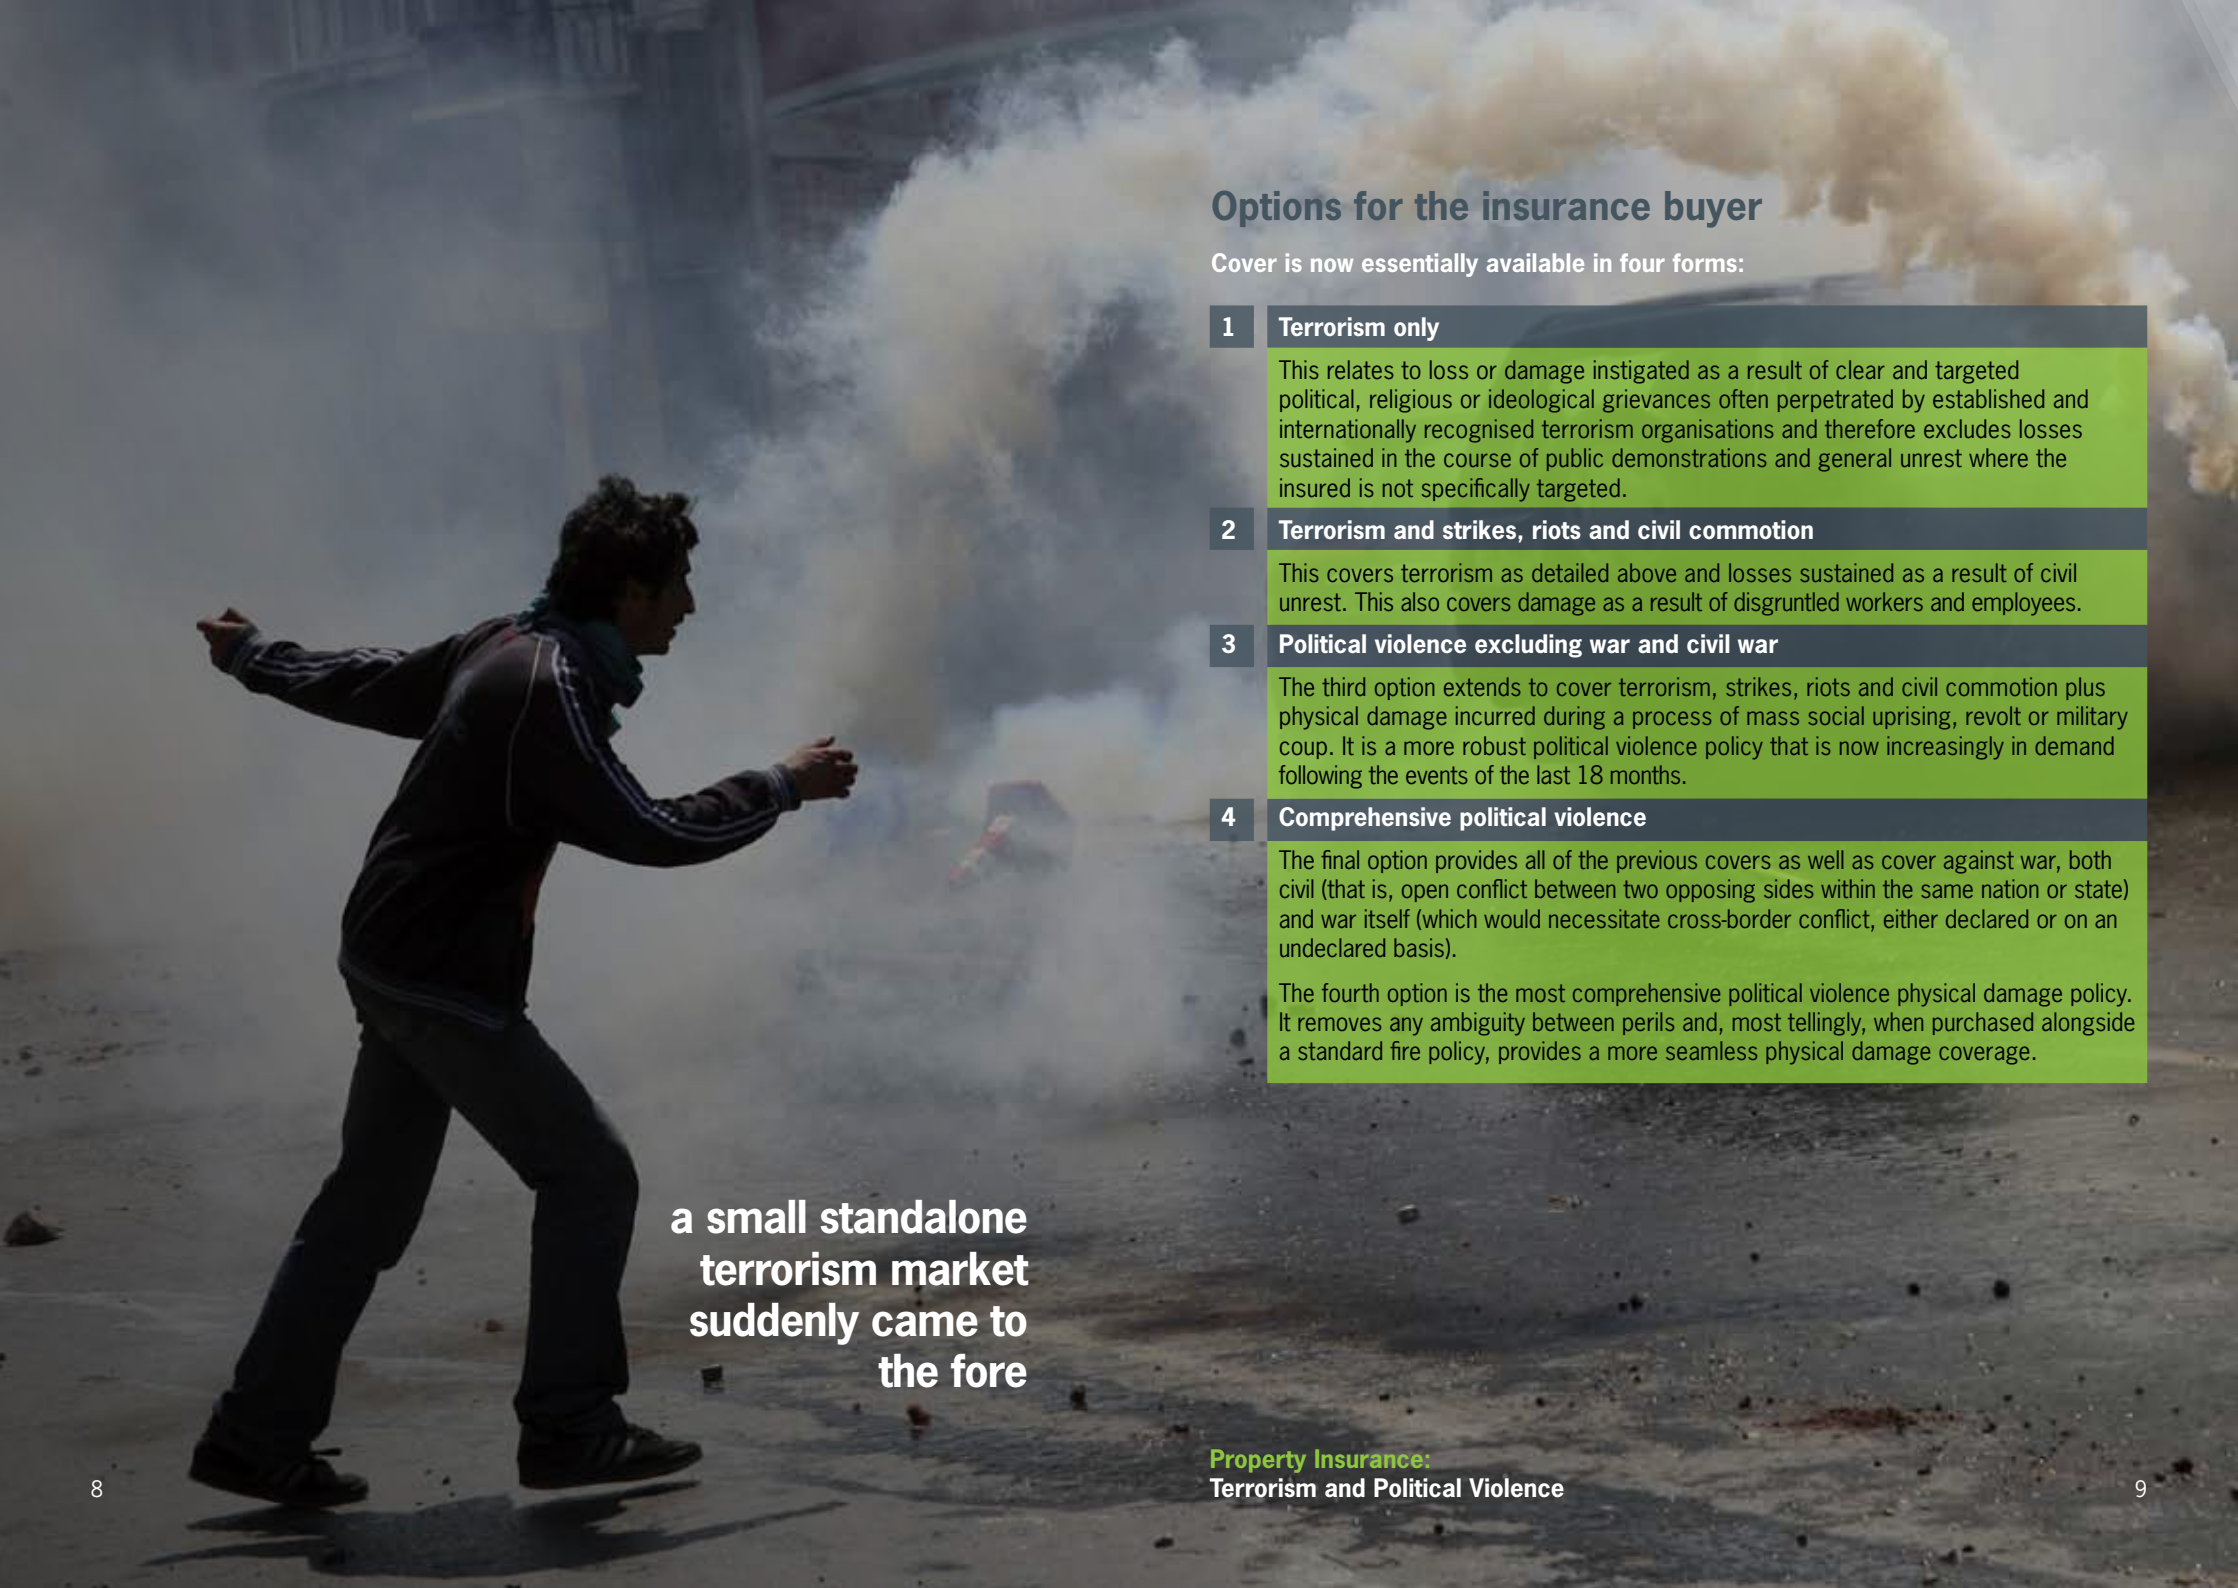 a small standalone
terrorism market
suddenly came to
the fore
8
Options for the insurance buyer
Cover is now essentially available in four forms:
1 Terrorism only
This relates to loss or damage instigated as a result of clear and targeted
political, religious or ideological grievances often perpetrated by established and
internationally recognised terrorism organisations and therefore excludes losses
sustained in the course of public demonstrations and general unrest where the
insured is not specifically targeted.
2 Terrorism and strikes, riots and civil commotion
This covers terrorism as detailed above and losses sustained as a result of civil
unrest. This also covers damage as a result of disgruntled workers and employees.
3 Political violence excluding war and civil war
The third option extends to cover terrorism, strikes, riots and civil commotion plus
physical damage incurred during a process of mass social uprising, revolt or military
coup. It is a more robust political violence policy that is now increasingly in demand
following the events of the last 18 months.
4 Comprehensive political violence
The final option provides all of the previous covers as well as cover against war, both
civil (that is, open conflict between two opposing sides within the same nation or state)
and war itself (which would necessitate cross-border conflict, either declared or on an
undeclared basis).
The fourth option is the most comprehensive political violence physical damage policy.
It removes any ambiguity between perils and, most tellingly, when purchased alongside
a standard fire policy, provides a more seamless physical damage coverage.
Property Insurance:
Terrorism and Political Violence
9